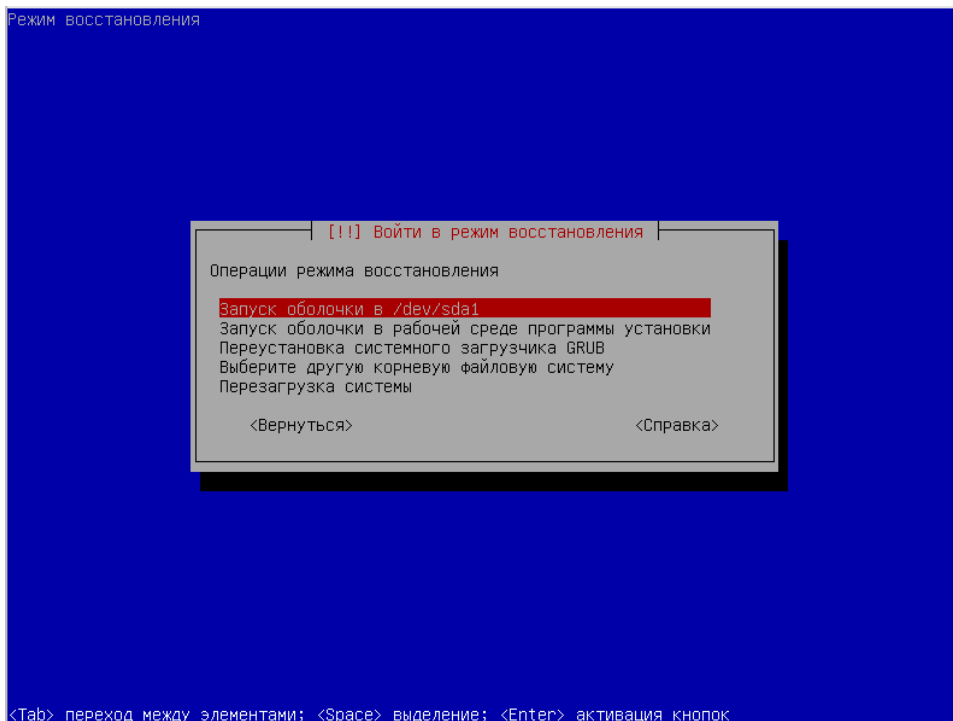 Режим восстановления
[!!] Войти в режим восстановления
Операции режима восстановления
Запуск оболочки в /dev/sda1
Запуск оболочки в рабочей среде программы установки
Переустановка системного загрузчика GRUB
Выберите другую корневую файловую систему
Перезагрузка системы
<Вернуться> <Справка>
<Tab> переход между элементами; <Space> выделение; <Enter> активация кнопок